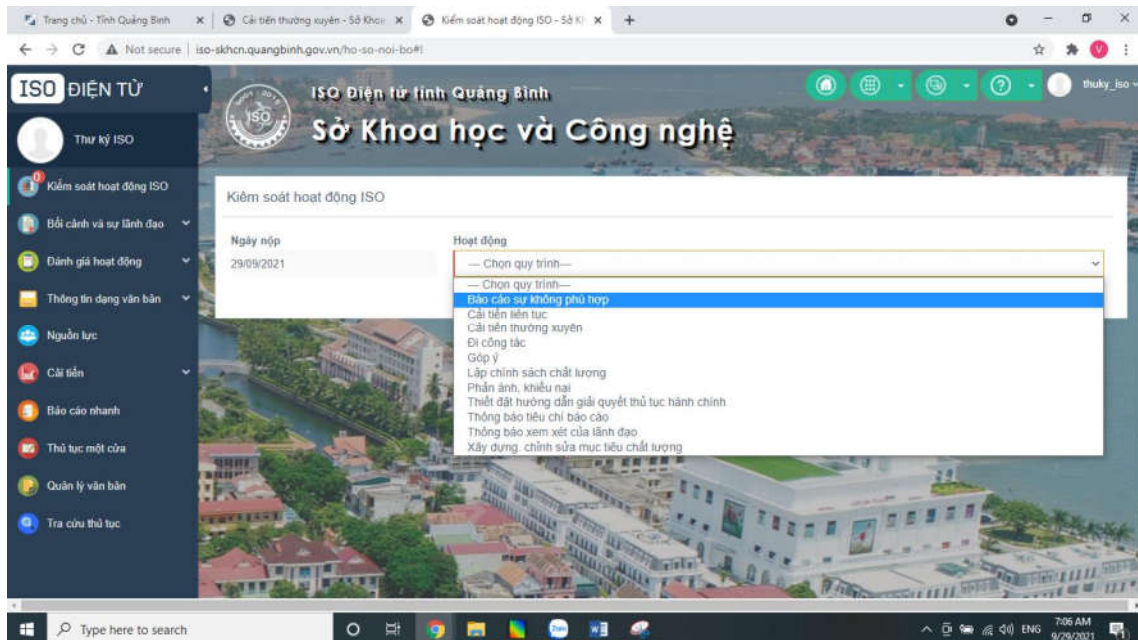 Trang chủ - Tỉnh Quảng Bình
Cải tiến thường xuyên - Sở Kho
Kiểm soát hoạt động ISO - Sở K
Not secure
iso-skhcn.quangbinh.gov.vn/ho-so-noi-bo#!
V
ISO ĐIỆN TỬ
9001 : 2015
ISO
ISO Điện tử tỉnh Quảng Bình
Sở Khoa học và Công nghệ
thuky_iso
Thư ký ISO
0
Kiểm soát hoạt động ISO
Bối cảnh và sự lãnh đạo
Đánh giá hoạt động
Thông tin dạng văn bản
Nguồn lực
Cải tiến
Báo cáo nhanh
Thủ tục một cửa
Quản lý văn bản
Tra cứu thủ tục
Kiểm soát hoạt động ISO
Ngày nộp
Hoạt động
29/09/2021
--- Chọn quy trình---
--- Chọn quy trình---
Báo cáo sự không phù hợp
Cải tiến liên tục
Cải tiến thường xuyên
Đi công tác
Góp ý
Lập chính sách chất lượng
Phản ánh, khiếu nại
Thiết đặt hướng dẫn giải quyết thủ tục hành chính
Thông báo tiêu chí báo cáo
Thông báo xem xét của lãnh đạo
Xây dựng, chỉnh sửa mục tiêu chất lượng
Type here to search
Zalo
ENG
7:06 AM
9/29/2021